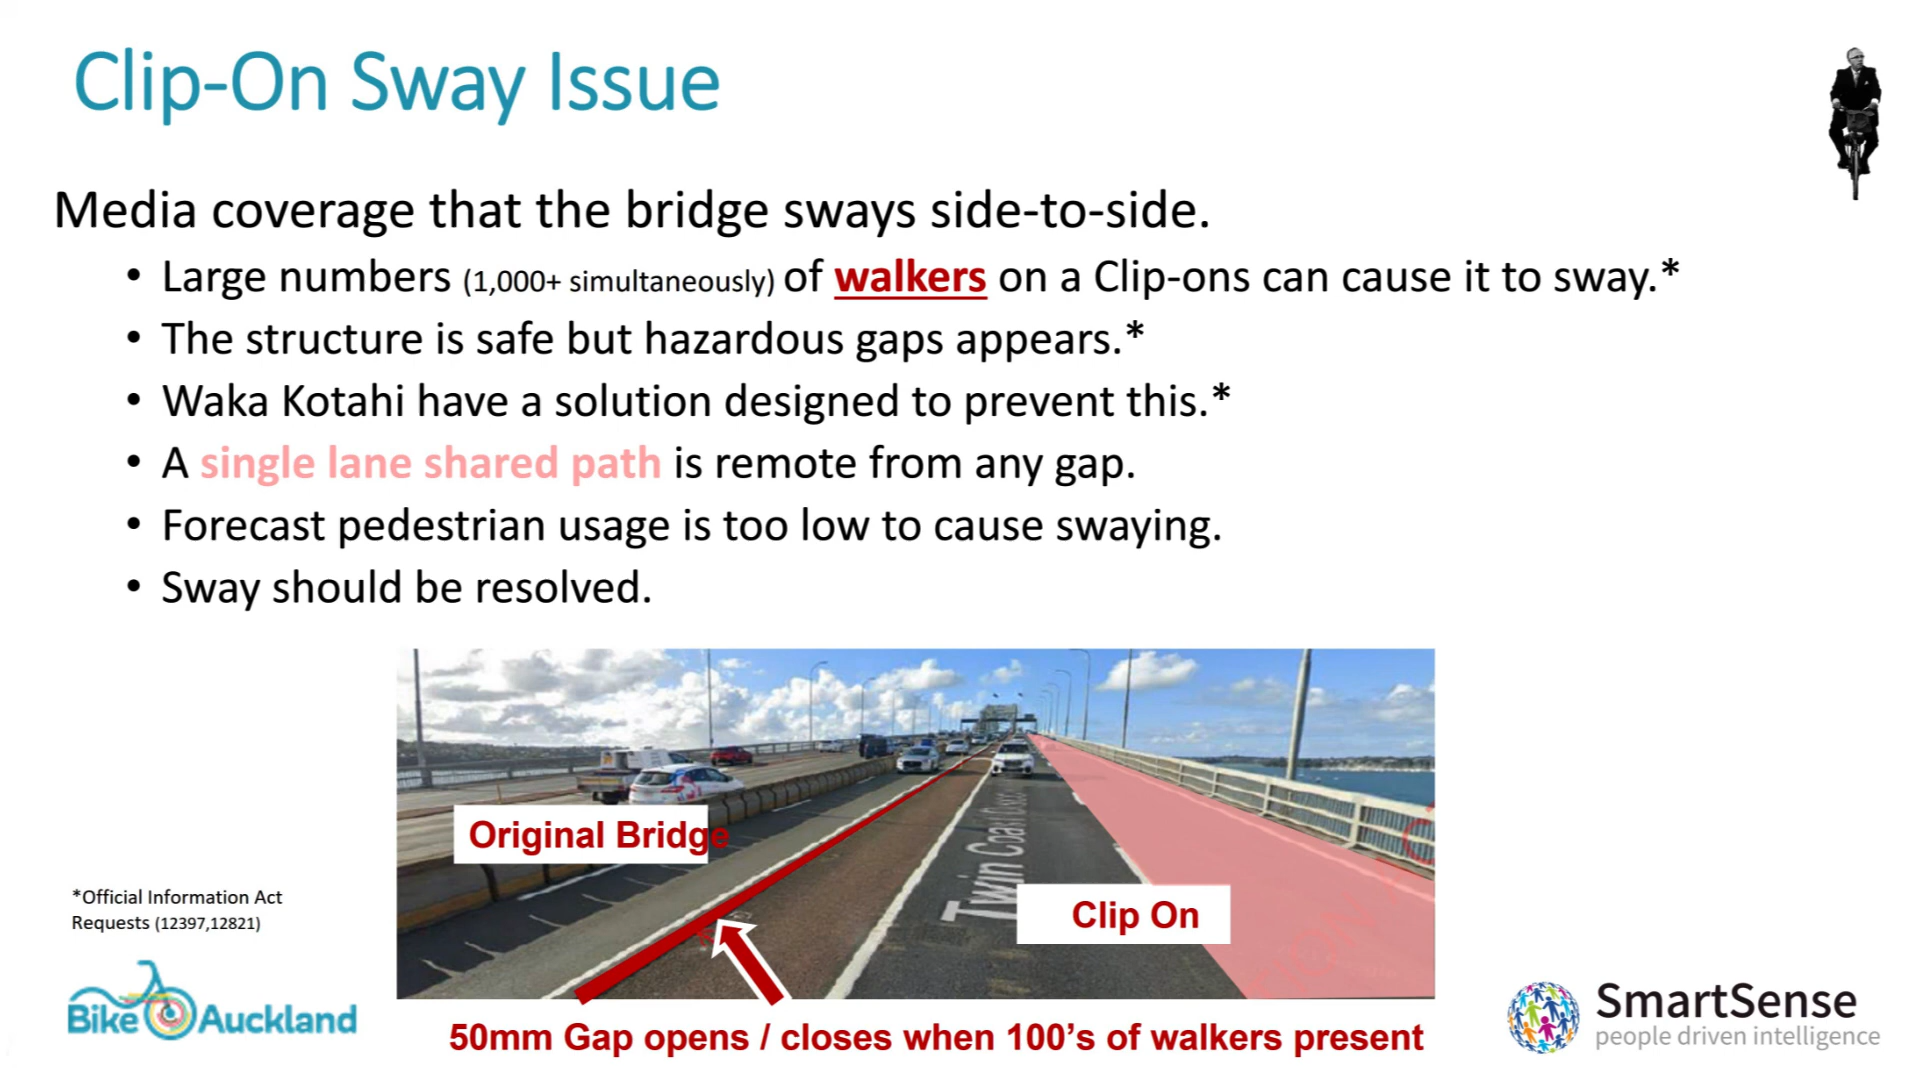 Clip-On Sway Issue
Media coverage that the bridge sways side-to-side.
• Large numbers (1,000+ simultaneously) of walkers on a Clip-ons can cause it to sway.*
• The structure is safe but hazardous gaps appears.*
• Waka Kotahi have a solution designed to prevent this.*
• A single lane shared path is remote from any gap.
• Forecast pedestrian usage is too low to cause swaying.
• Sway should be resolved.
Original Bridge
Twin Coast
Clip On
*Official Information Act
Requests (12397,12821)
Bike Auckland
50mm Gap opens / closes when 100's of walkers present
SmartSense
people driven intelligence